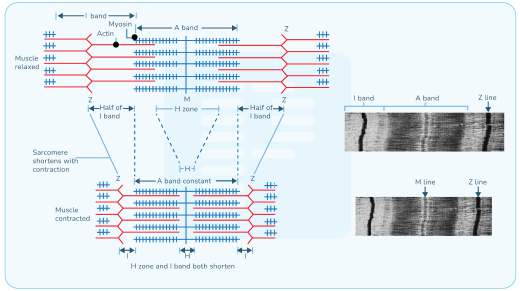 I band
A band
Myosin
Actin
Z
Muscle
relaxed
Z
M
Z
Half of
I band
H zone
Half of
I band
I band
A band
Z line
Sarcomere
shortens with
contraction
H
Z
A band constant
Z
M line
Z line
Muscle
contracted
I
H
I
H zone and I band both shorten